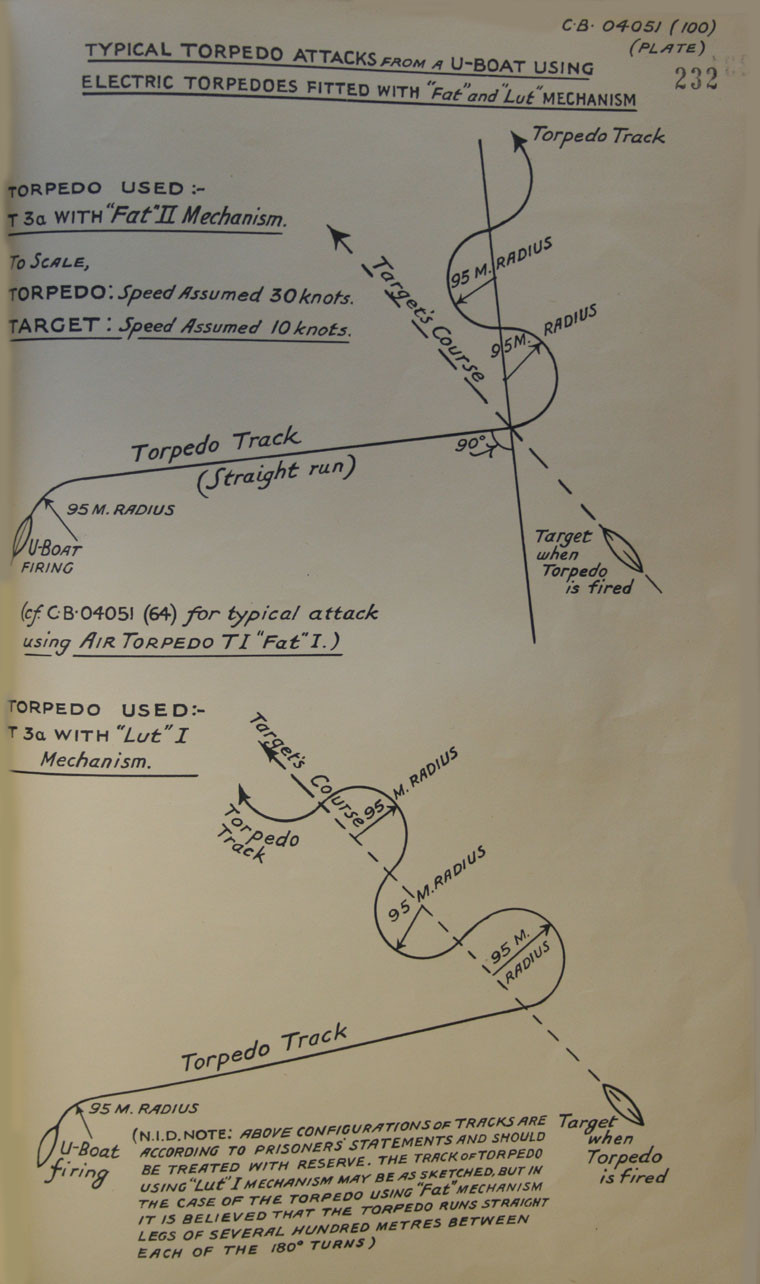 C.B. 04051 (100)
(PLATE)
232
TYPICAL TORPEDO ATTACKS FROM A U-BOAT USING
ELECTRIC TORPEDOES FITTED WITH "Fat" and "Lut" MECHANISM
Torpedo Track
TORPEDO USED :-
T 3a WITH "Fat" II Mechanism.
To SCALE,
TORPEDO: Speed Assumed 30 knots.
TARGET: Speed Assumed 10 knots.
Target's Course
95 M. RADIUS
95 M. RADIUS
Torpedo Track
(Straight run)
90°
95 M. RADIUS
U-BOAT
FIRING
Target
when
Torpedo
is fired
(cf. C.B. 04051 (64) for typical attack
using AIR TORPEDO TI "Fat" I.)
TORPEDO USED:-
T 3a WITH "Lut" I
Mechanism.
Target's Course
Torpedo
Track
95 M. RADIUS
95 M. RADIUS
95 M.
RADIUS
Torpedo Track
95 M. RADIUS
U-Boat
firing
Target
when
Torpedo
is fired
(N.I.D. NOTE: ABOVE CONFIGURATIONS OF TRACKS ARE
ACCORDING TO PRISONERS' STATEMENTS AND SHOULD
BE TREATED WITH RESERVE. THE TRACK OF TORPEDO
USING "Lut" I MECHANISM MAY BE AS SKETCHED, BUT IN
THE CASE OF THE TORPEDO USING "Fat" MECHANISM
IT IS BELIEVED THAT THE TORPEDO RUNS STRAIGHT
LEGS OF SEVERAL HUNDRED METRES BETWEEN
EACH OF THE 180° TURNS)